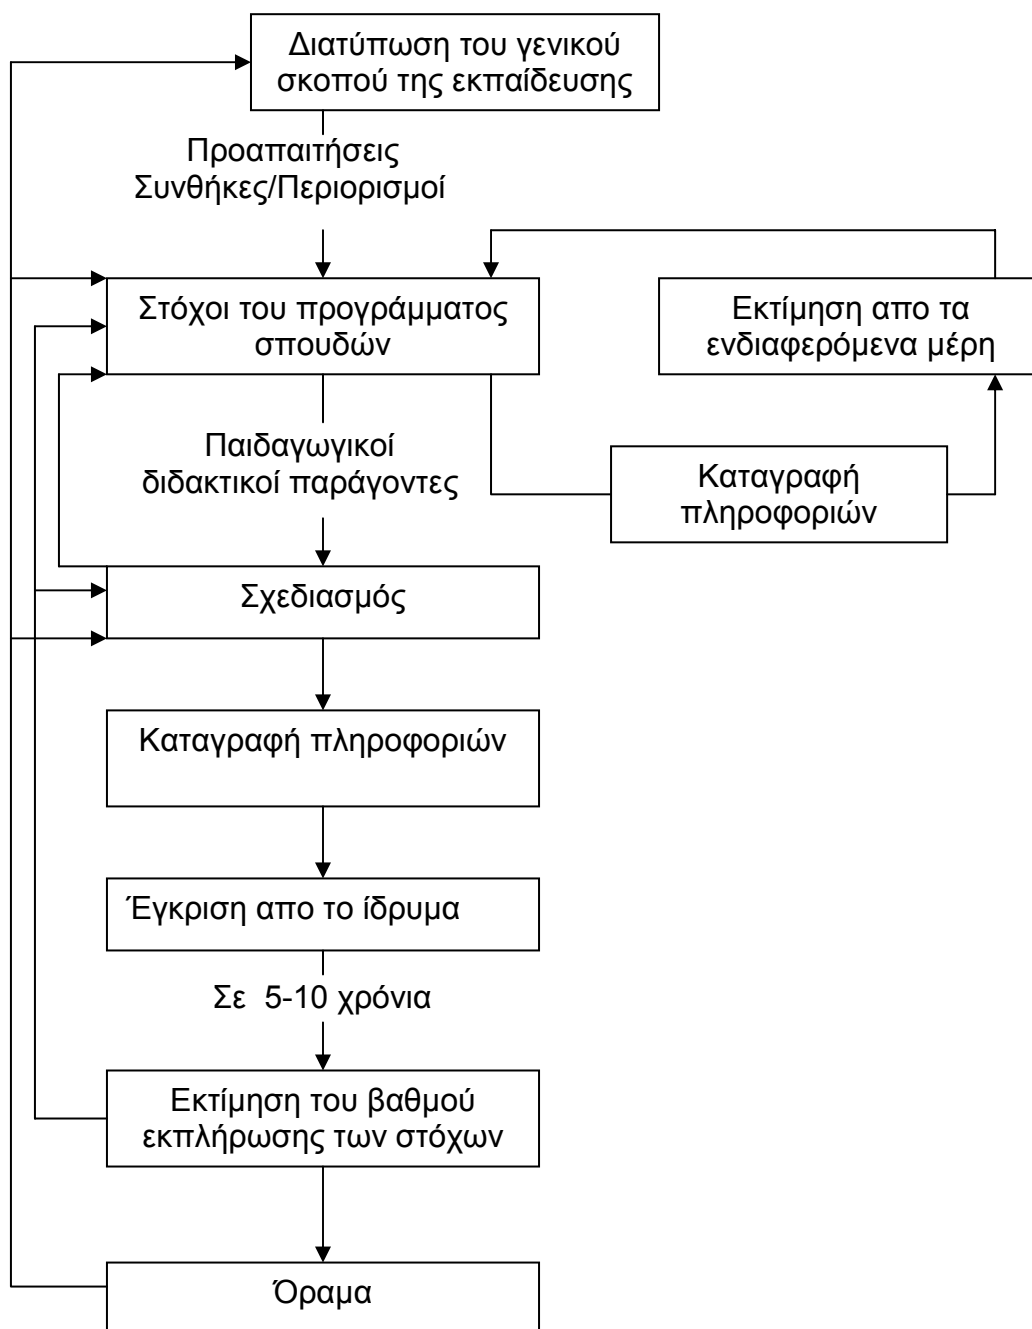 Διατύπωση του γενικού
σκοπού της εκπαίδευσης
Προαπαιτήσεις
Συνθήκες/Περιορισμοί
Στόχοι του προγράμματος
σπουδών
Εκτίμηση απο τα
ενδιαφερόμενα μέρη
Παιδαγωγικοί
διδακτικοί παράγοντες
Καταγραφή
πληροφοριών
Σχεδιασμός
Καταγραφή πληροφοριών
Έγκριση απο το ίδρυμα
Σε 5-10 χρόνια
Εκτίμηση του βαθμού
εκπλήρωσης των στόχων
Όραμα